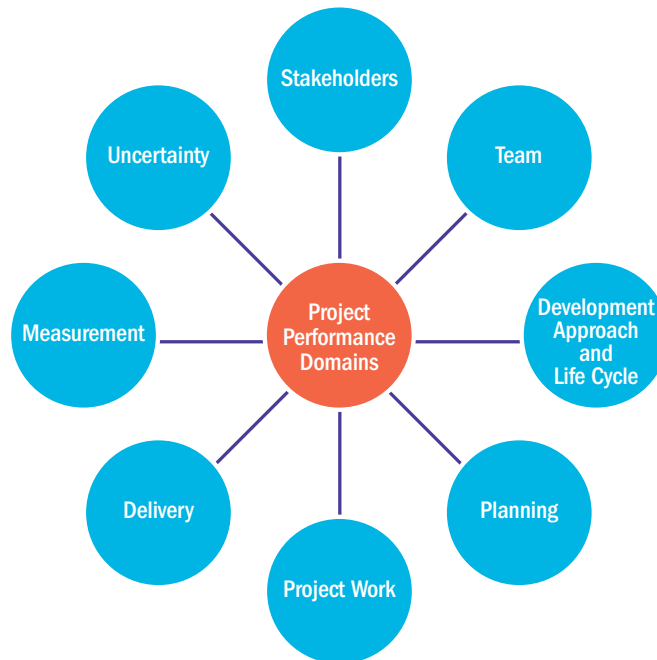 Stakeholders
Uncertainty
Team
Project
Performance
Domains
Measurement
Development
Approach
and
Life Cycle
Delivery
Planning
Project Work